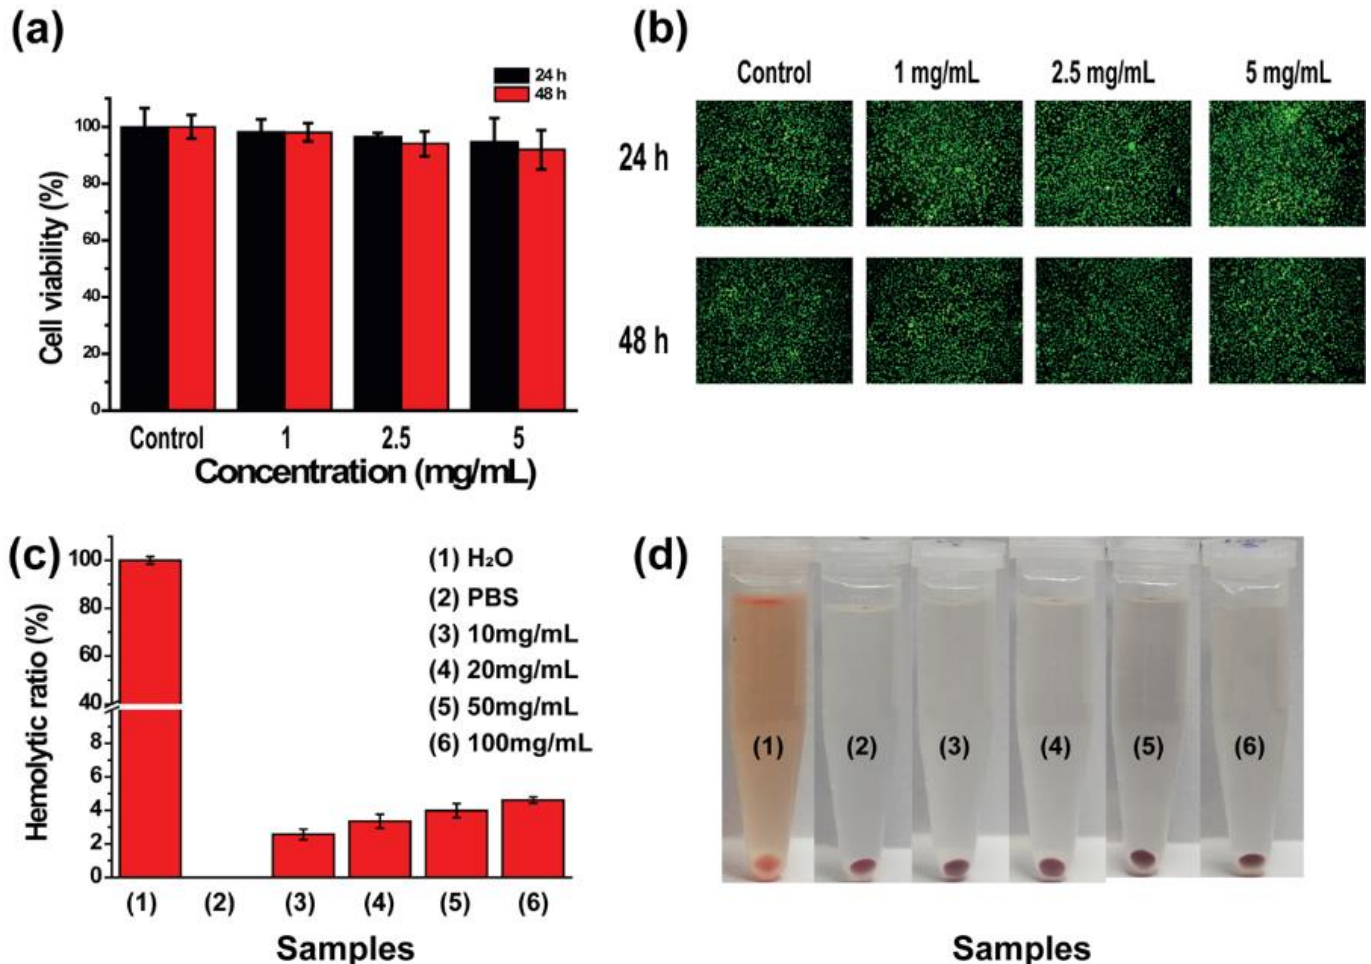 (a)
24 h
48 h
100
80
60
40
20
0
Cell viability (%)
Control 1 2.5 5
Concentration (mg/mL)
(b)
Control 1 mg/mL 2.5 mg/mL 5 mg/mL
24 h
48 h
(c)
100
80
60
40
8
6
4
2
0
Hemolytic ratio (%)
(1) H₂O
(2) PBS
(3) 10mg/mL
(4) 20mg/mL
(5) 50mg/mL
(6) 100mg/mL
(1) (2) (3) (4) (5) (6)
Samples
(d)
(1) (2) (3) (4) (5) (6)
Samples